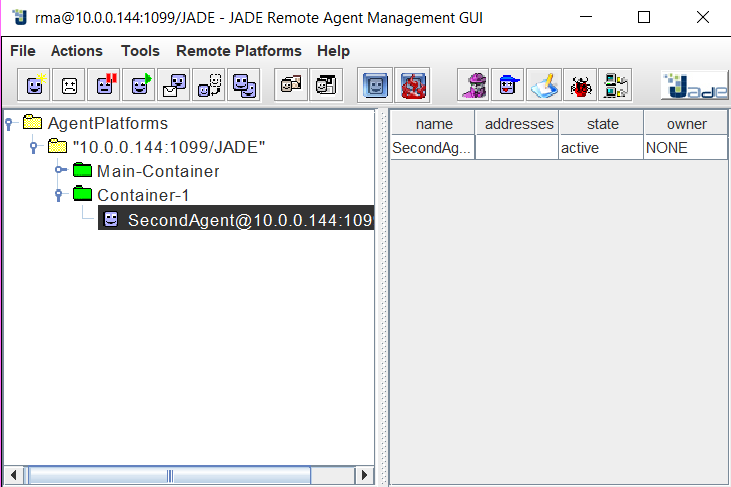 rma@10.0.0.144:1099/JADE - JADE Remote Agent Management GUI
File Actions Tools Remote Platforms Help
Jade
AgentPlatforms
"10.0.0.144:1099/JADE"
Main-Container
Container-1
SecondAgent@10.0.0.144:109
name addresses state owner
SecondAg... active NONE